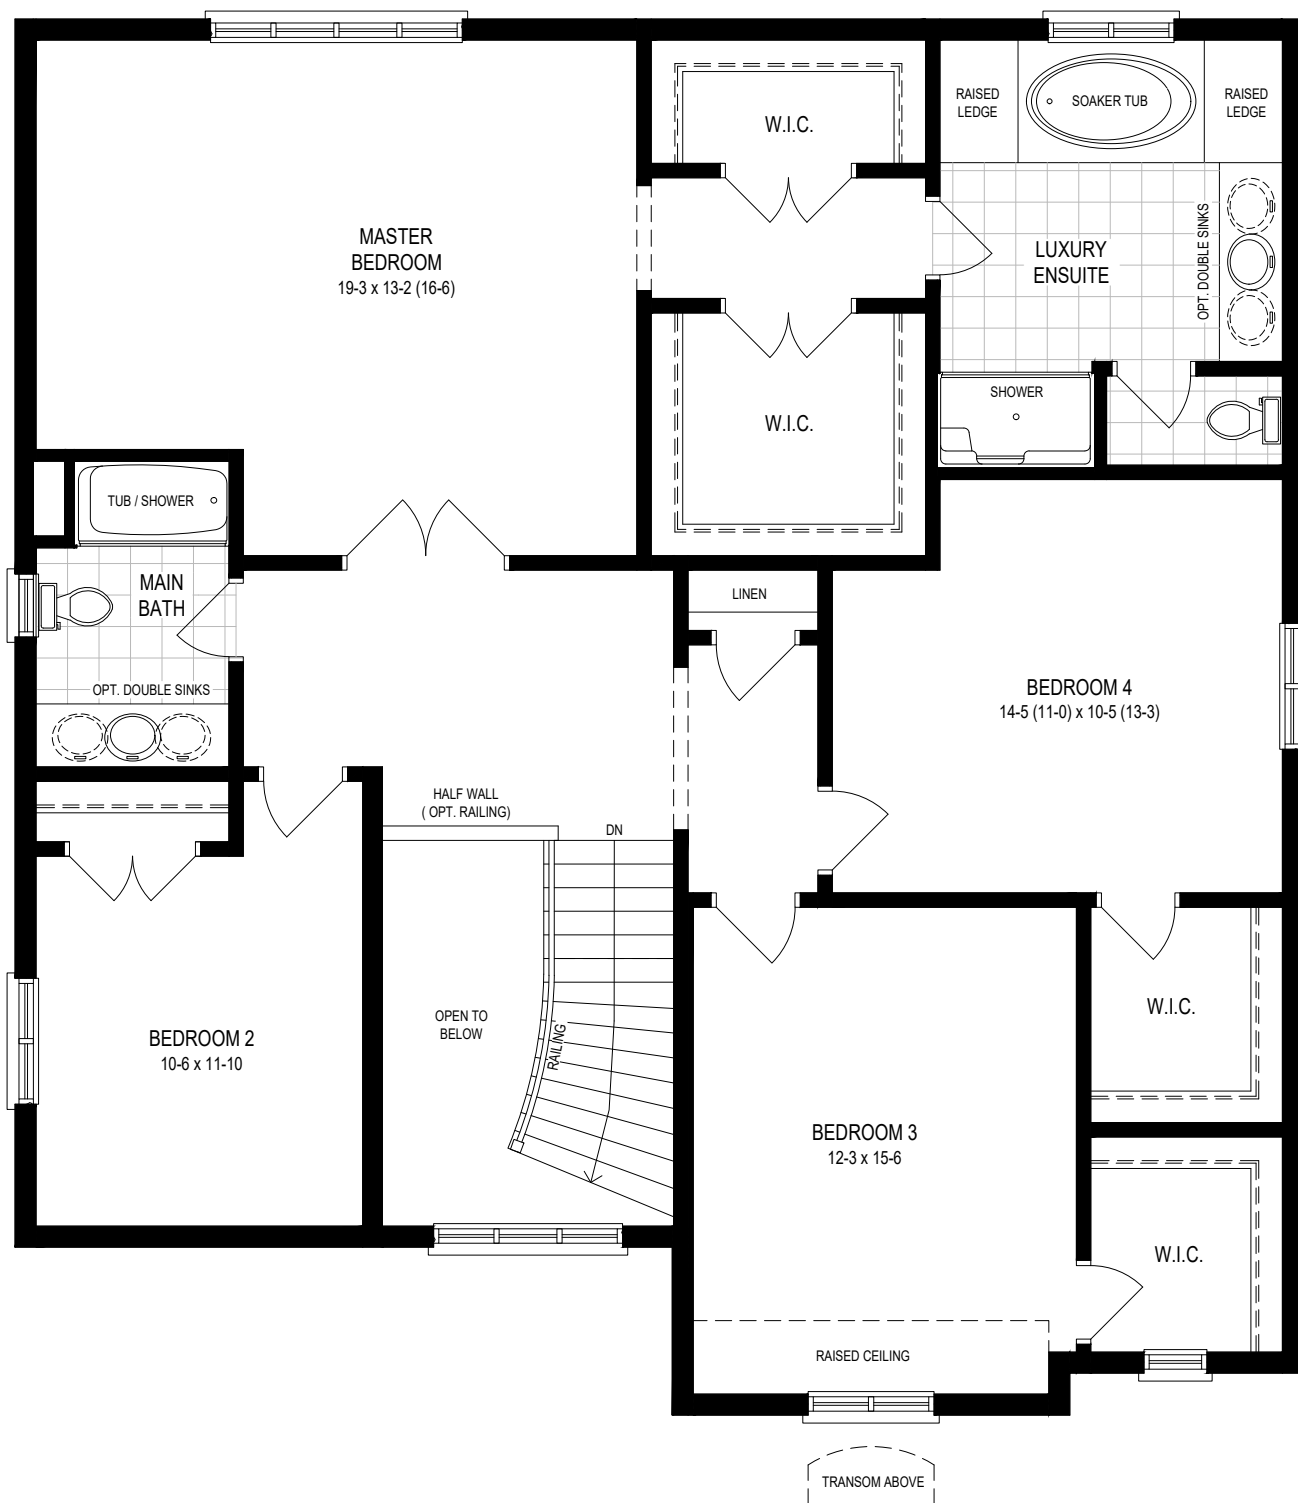 RAISED
LEDGE
SOAKER TUB
RAISED
LEDGE
W.I.C.
MASTER
BEDROOM
19-3 x 13-2 (16-6)
LUXURY
ENSUITE
OPT. DOUBLE SINKS
SHOWER
W.I.C.
TUB / SHOWER
MAIN
BATH
OPT. DOUBLE SINKS
LINEN
BEDROOM 4
14-5 (11-0) x 10-5 (13-3)
HALF WALL
( OPT. RAILING)
DN
OPEN TO
BELOW
RAILING
BEDROOM 2
10-6 x 11-10
W.I.C.
BEDROOM 3
12-3 x 15-6
W.I.C.
RAISED CEILING
TRANSOM ABOVE